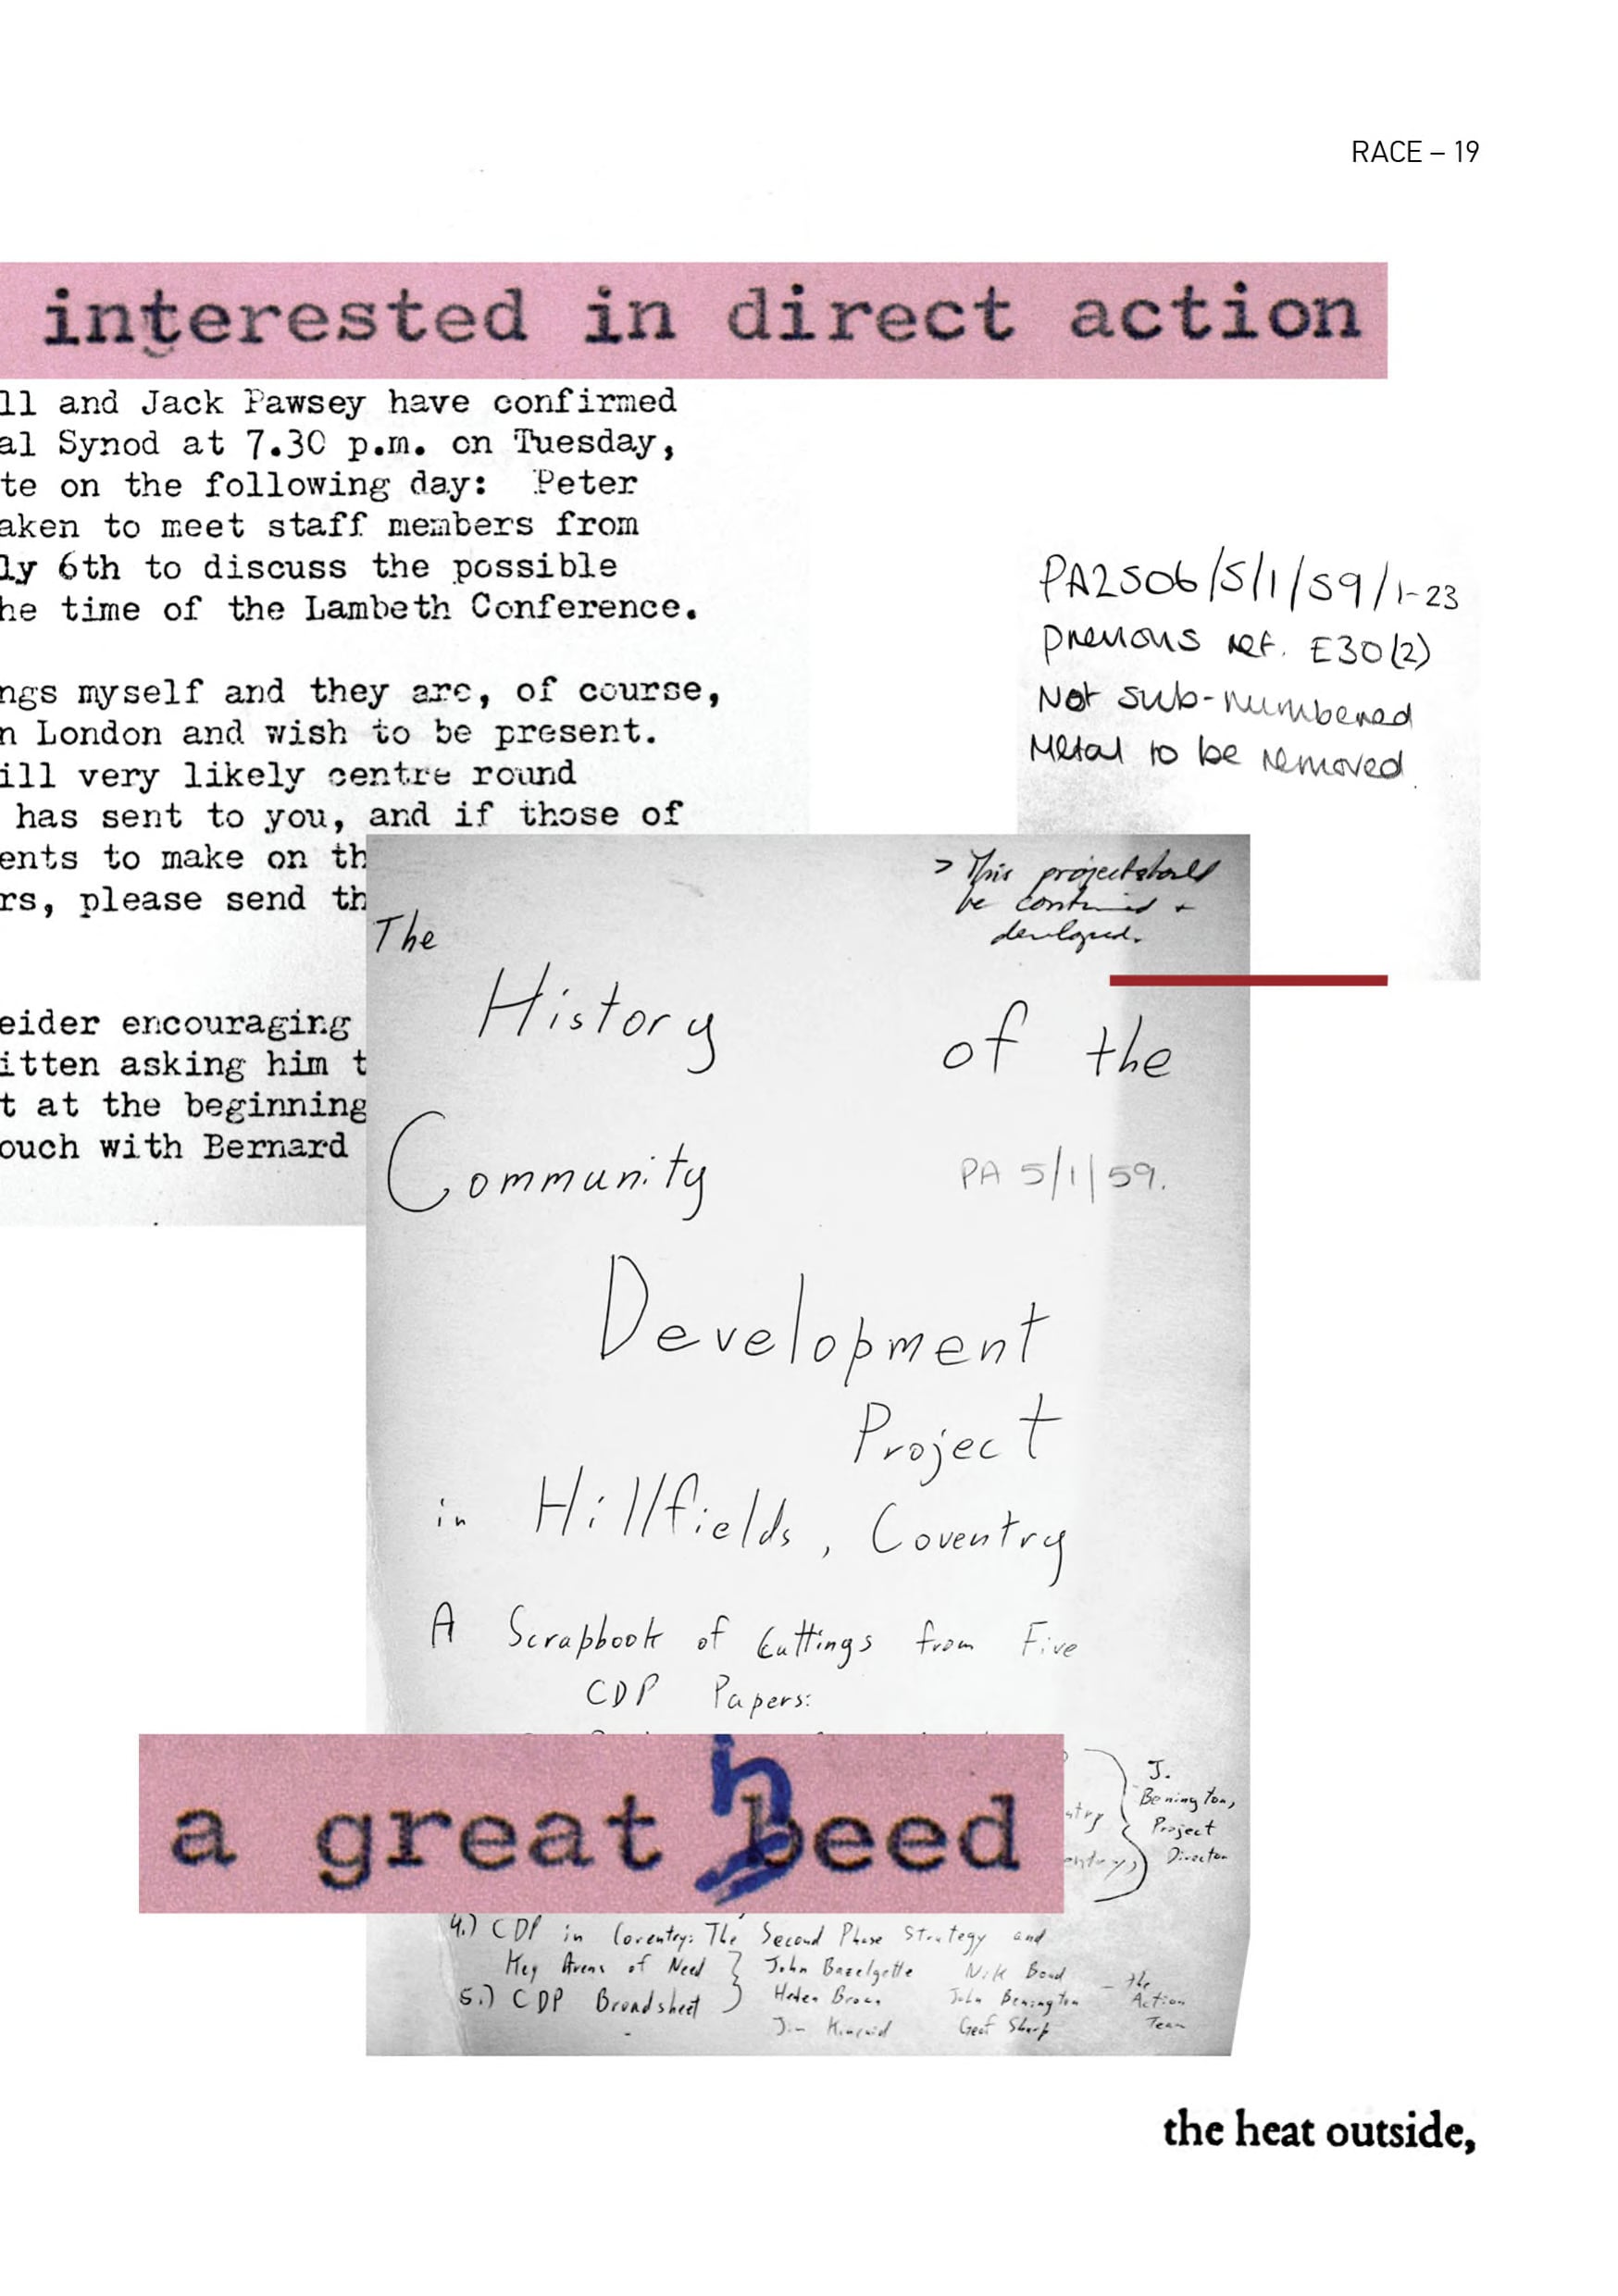 RACE – 19
interested in direct action
ll and Jack Pawsey have confirmed
al Synod at 7.30 p.m. on Tuesday,
te on the following day: Peter
aken to meet staff members from
ly 6th to discuss the possible
he time of the Lambeth Conference.
ngs myself and they are, of course,
n London and wish to be present.
ill very likely centre round
has sent to you, and if those of
ents to make on th
rs, please send th
eider encouraging
itten asking him t
t at the beginning
ouch with Bernard
PA2506/5/1/59/1-23
Previous ref. E30(2)
Not sub-numbered
Metal to be removed.
> This project should
be continued +
developed.
The
History of the
Community
PA 5/1/59.
Development
Project
in Hillfields, Coventry
A Scrapbook of Cuttings from Five
CDP Papers:
J.
Benington,
Project
Director
a great heed
4.) CDP in Coventry: The Second Phase Strategy and
Key Areas of Need } John Bazelgette Nik Bond
5.) CDP Broadsheet } Helen Brown John Benington – the Action Team
Jim Kincaid Geof Sharp
the heat outside,